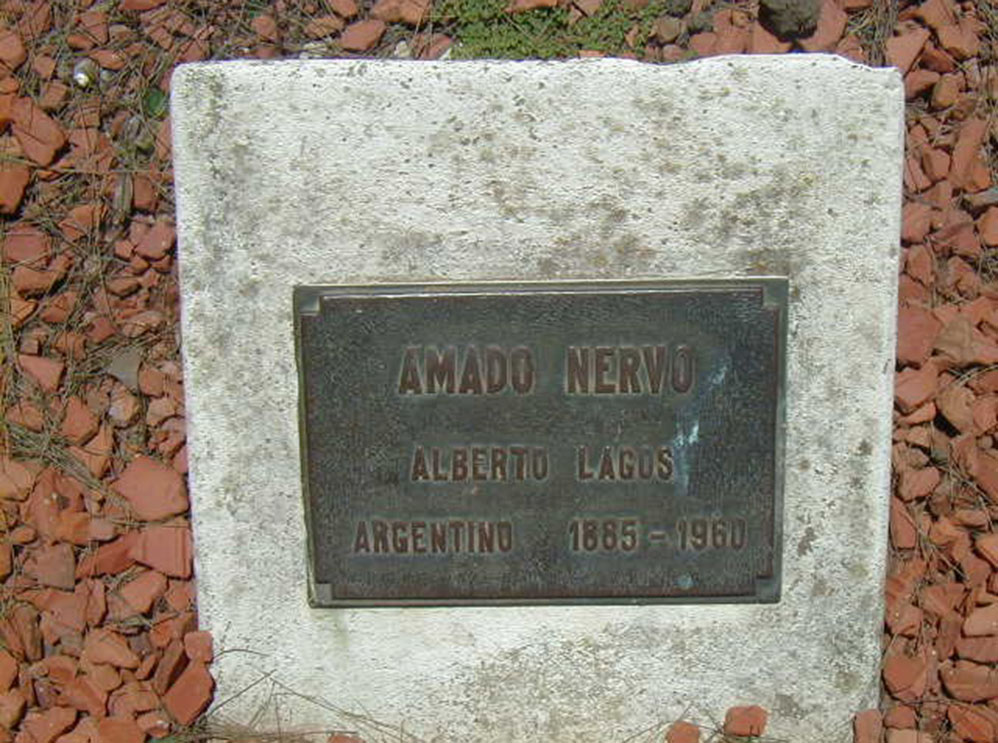 AMADO NERVO
ALBERTO LAGOS
ARGENTINO 1885 - 1960